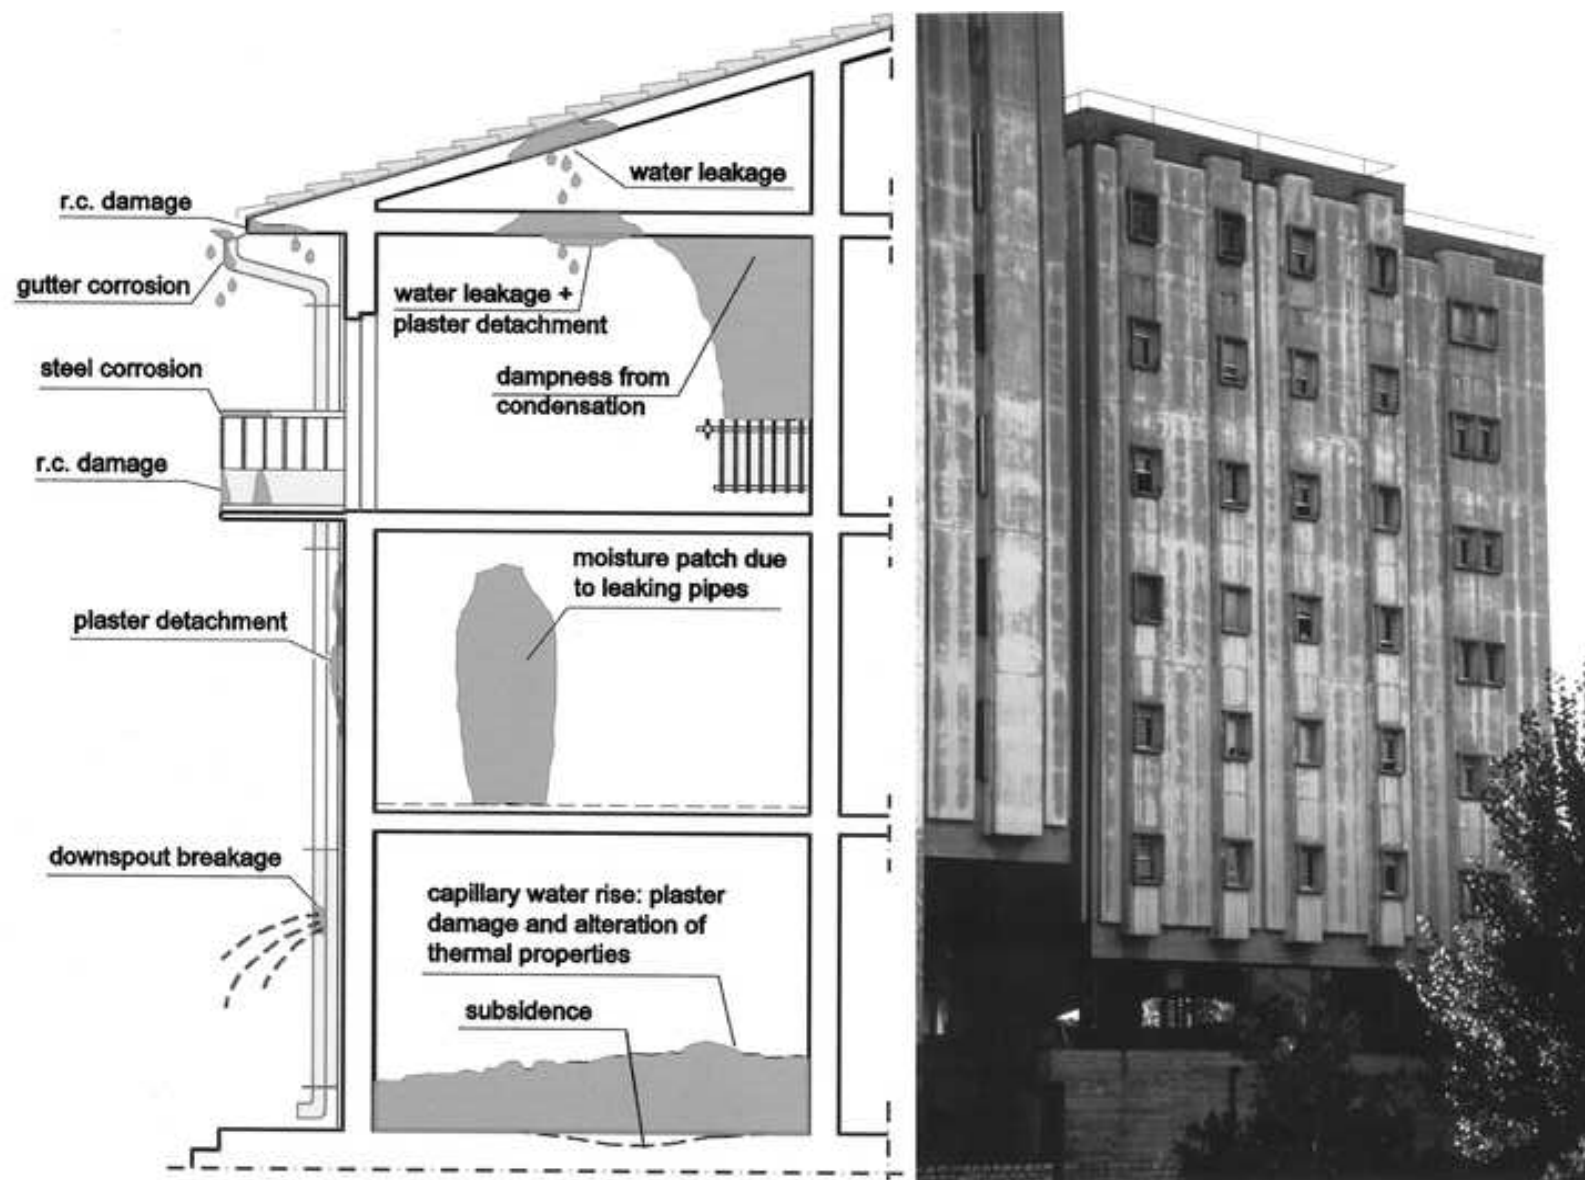 water leakage
r.c. damage
gutter corrosion
water leakage +
plaster detachment
steel corrosion
dampness from
condensation
r.c. damage
moisture patch due
to leaking pipes
plaster detachment
downspout breakage
capillary water rise: plaster
damage and alteration of
thermal properties
subsidence